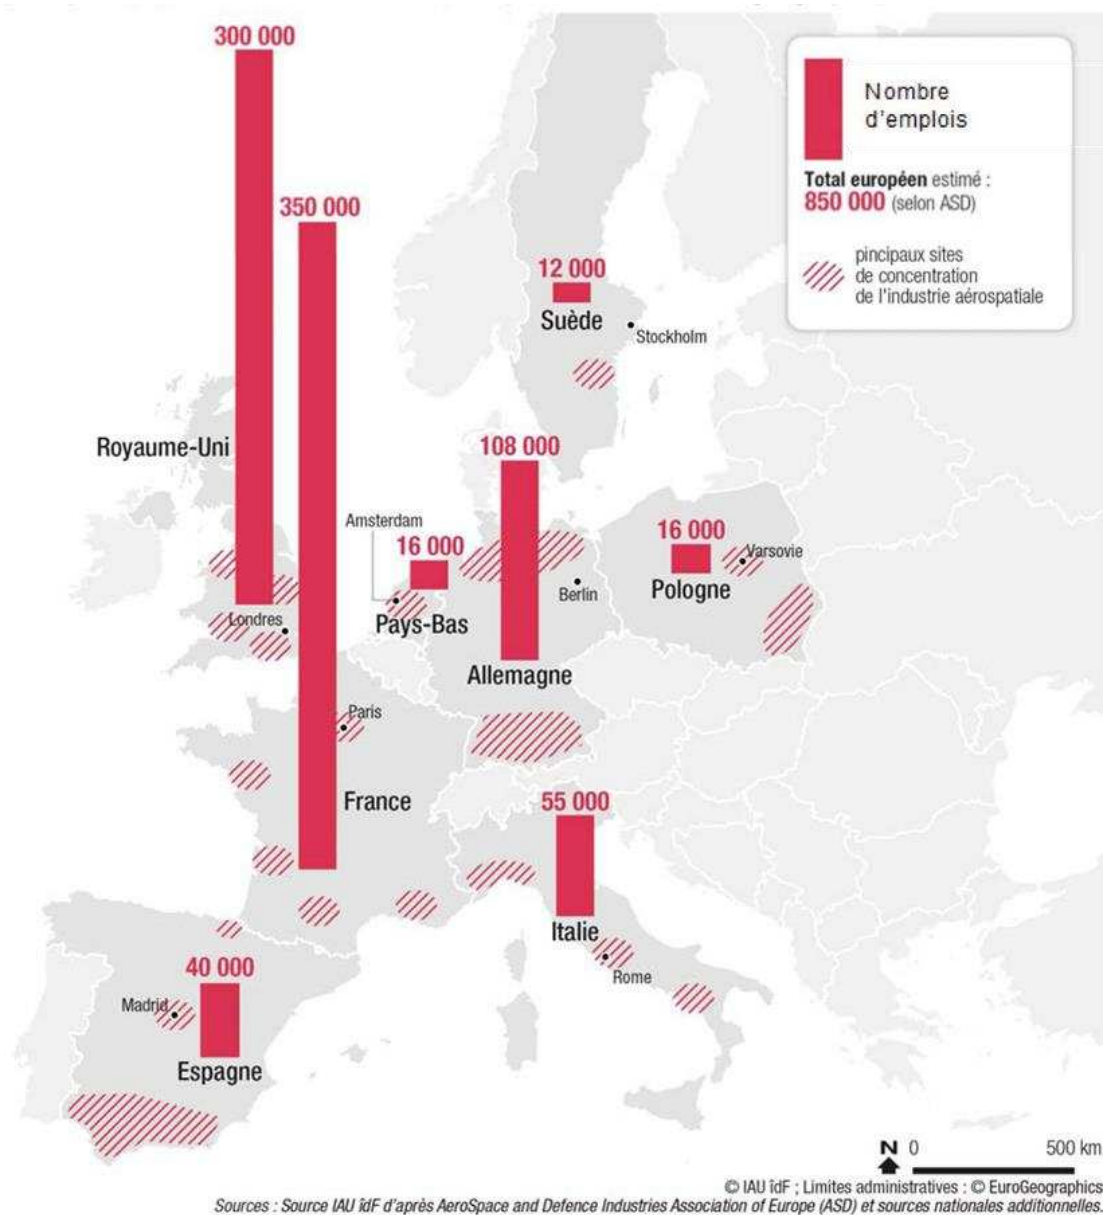 300 000
Nombre
d'emplois
Total européen estimé :
850 000 (selon ASD)
pincipaux sites
de concentration
de l'industrie aérospatiale
350 000
12 000
Suède
Stockholm
Royaume-Uni
108 000
Amsterdam
16 000
16 000
Varsovie
Pologne
Berlin
Londres
Pays-Bas
Allemagne
Paris
France
55 000
Italie
Rome
40 000
Madrid
Espagne
N 0 500 km
© IAU îdF ; Limites administratives : © EuroGeographics
Sources : Source IAU îdF d'après AeroSpace and Defence Industries Association of Europe (ASD) et sources nationales additionnelles.